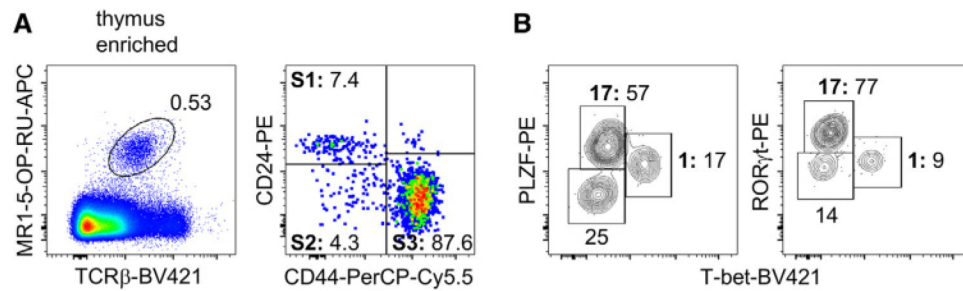 A
thymus
enriched
MR1-5-OP-RU-APC
0.53
TCRβ-BV421
CD24-PE
S1: 7.4
S2: 4.3
S3: 87.6
CD44-PerCP-Cy5.5
B
PLZF-PE
17: 57
1: 17
25
RORγt-PE
17: 77
1: 9
14
T-bet-BV421